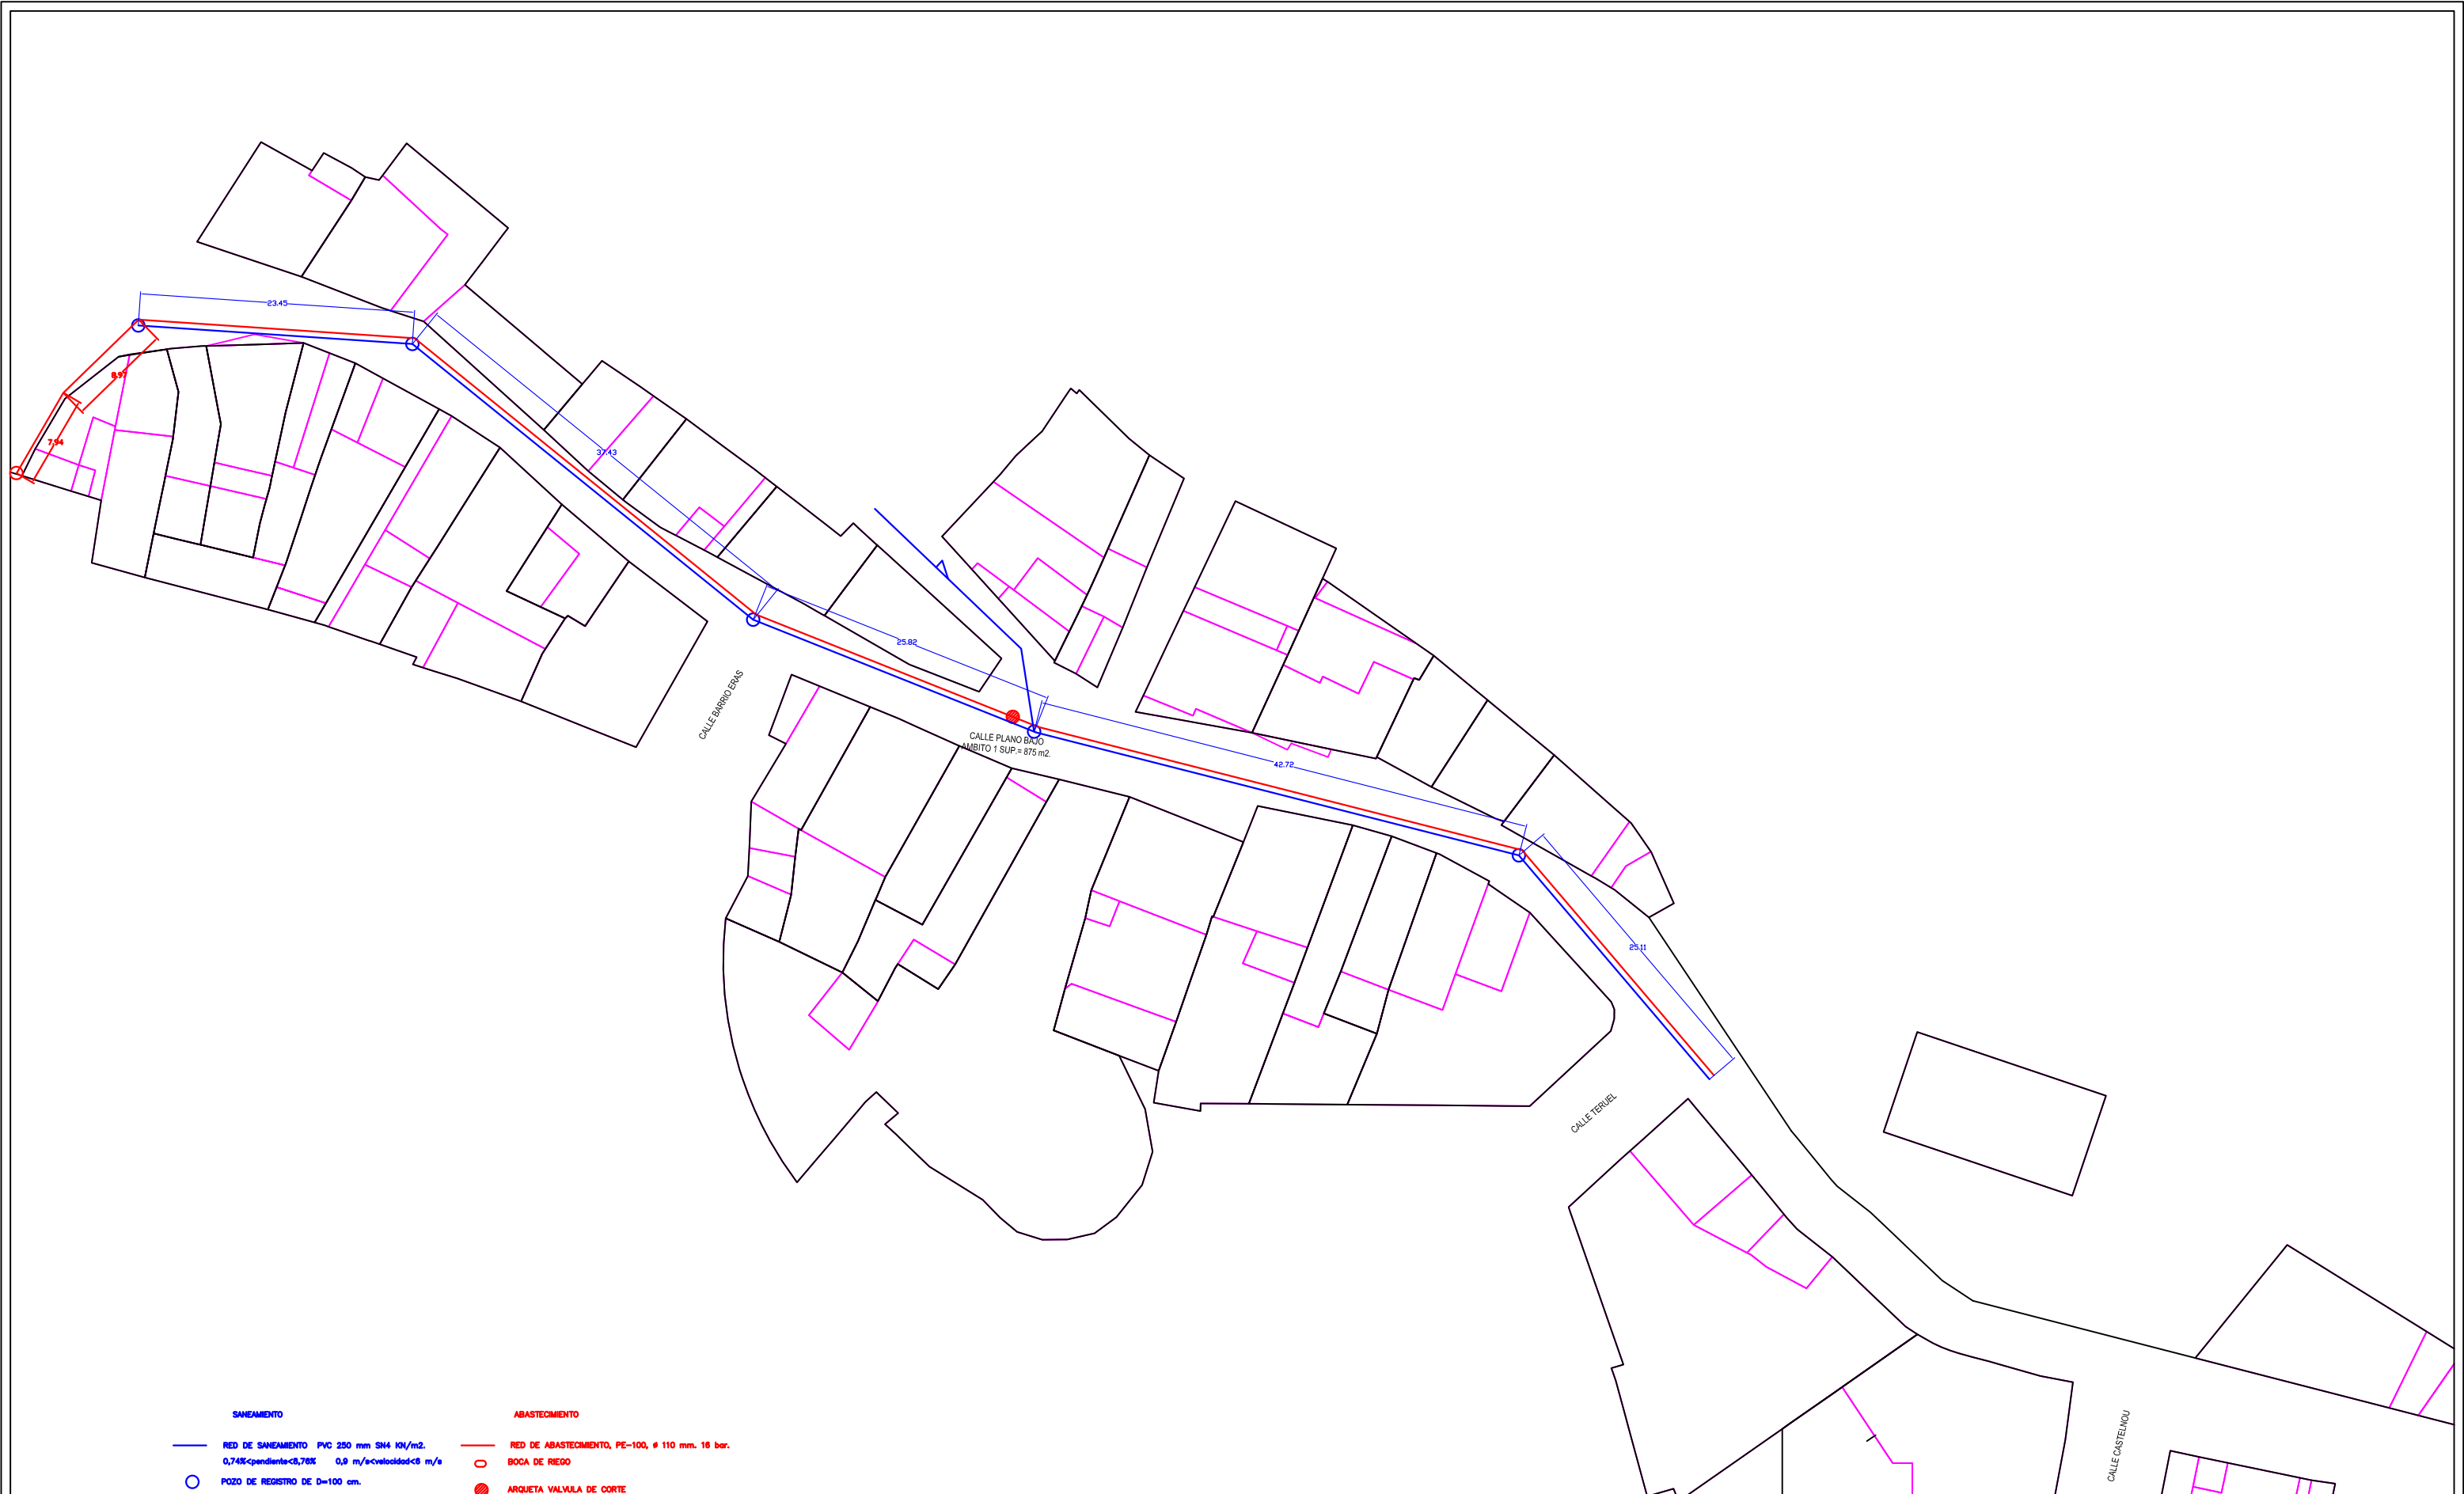 23.45
8.97
7.94
37.43
25.82
CALLE BARRIO ERAS
CALLE PLANO BAJO
AMBITO 1 SUP.= 875 m2.
42.72
25.11
CALLE TERUEL
CALLE CASTELNOU
SANEAMIENTO
RED DE SANEAMIENTO PVC 250 mm SN4 KN/m2.
0,74%<pendiente<8,76% 0,9 m/s<velocidad<6 m/s
POZO DE REGISTRO DE D=100 cm.
ABASTECIMIENTO
RED DE ABASTECIMIENTO, PE-100, ø 110 mm. 16 bar.
BOCA DE RIEGO
ARQUETA VALVULA DE CORTE